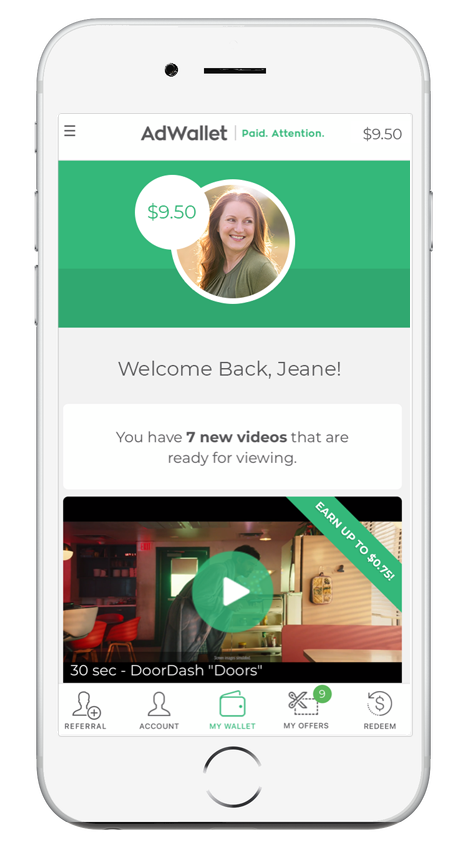 AdWallet | Paid. Attention.
$9.50
$9.50
Welcome Back, Jeane!
You have 7 new videos that are
ready for viewing.
EARN UP TO $0.75!
30 sec - DoorDash "Doors"
9
REFERRAL
ACCOUNT
MY WALLET
MY OFFERS
REDEEM